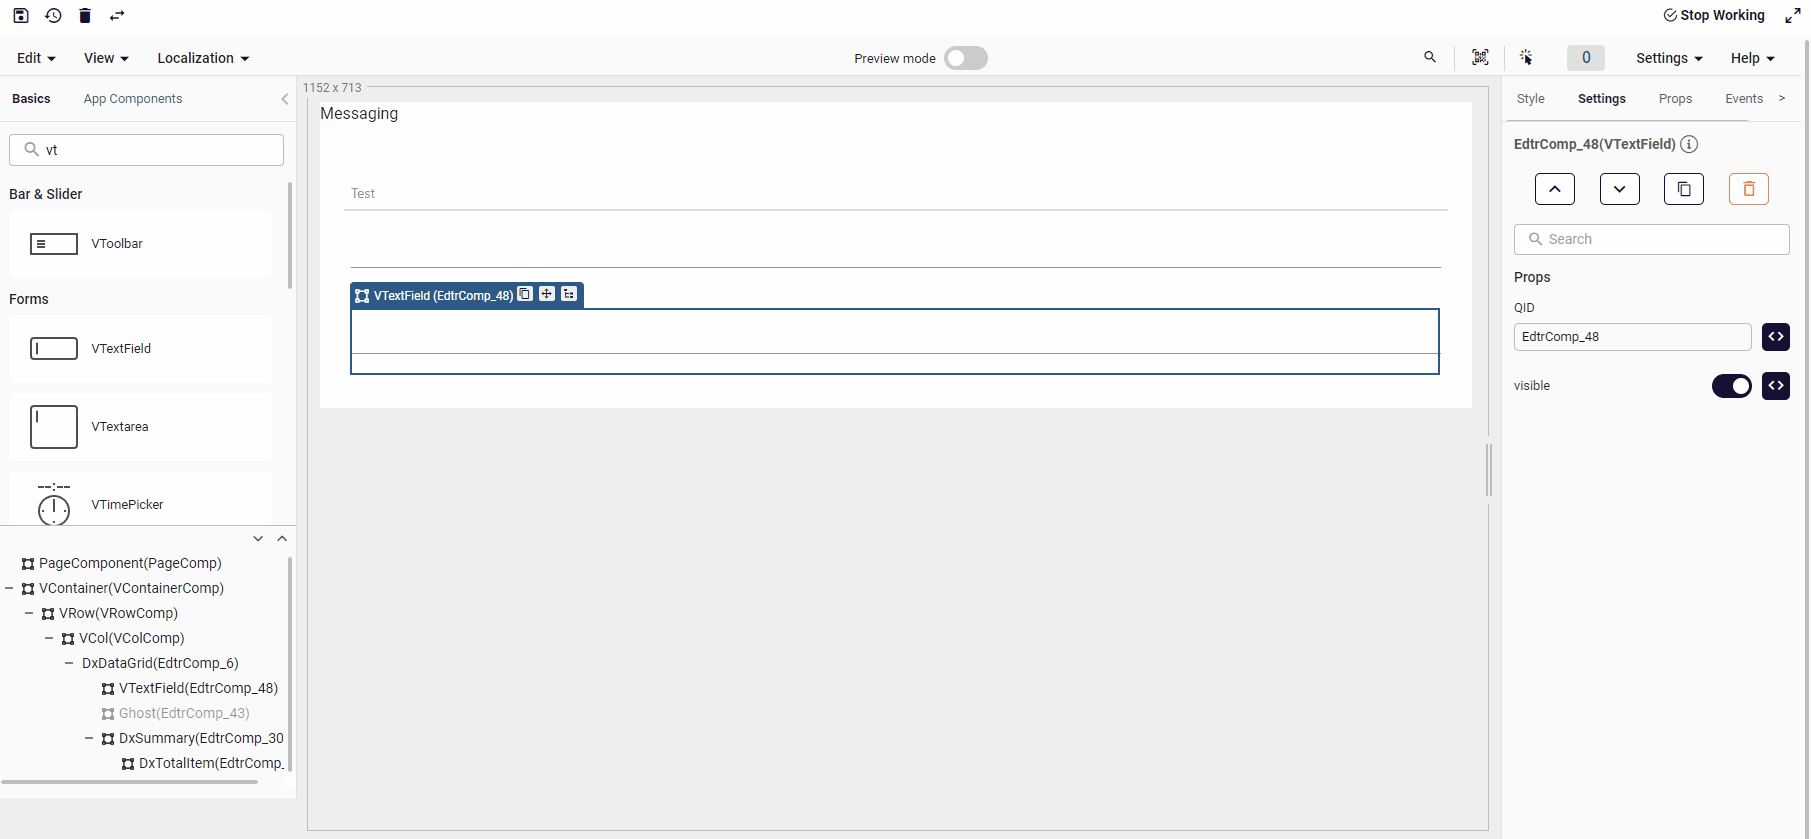 Stop Working
Edit
View
Localization
Preview mode
0
Settings
Help
Basics
App Components
vt
Bar & Slider
VToolbar
Forms
VTextField
VTextarea
VTimePicker
PageComponent(PageComp)
VContainer(VContainerComp)
VRow(VRowComp)
VCol(VColComp)
DxDataGrid(EdtrComp_6)
VTextField(EdtrComp_48)
Ghost(EdtrComp_43)
DxSummary(EdtrComp_30
DxTotalItem(EdtrComp_
1152 x 713
Messaging
Test
VTextField (EdtrComp_48)
Style
Settings
Props
Events
>
EdtrComp_48(VTextField)
Search
Props
QID
EdtrComp_48
visible